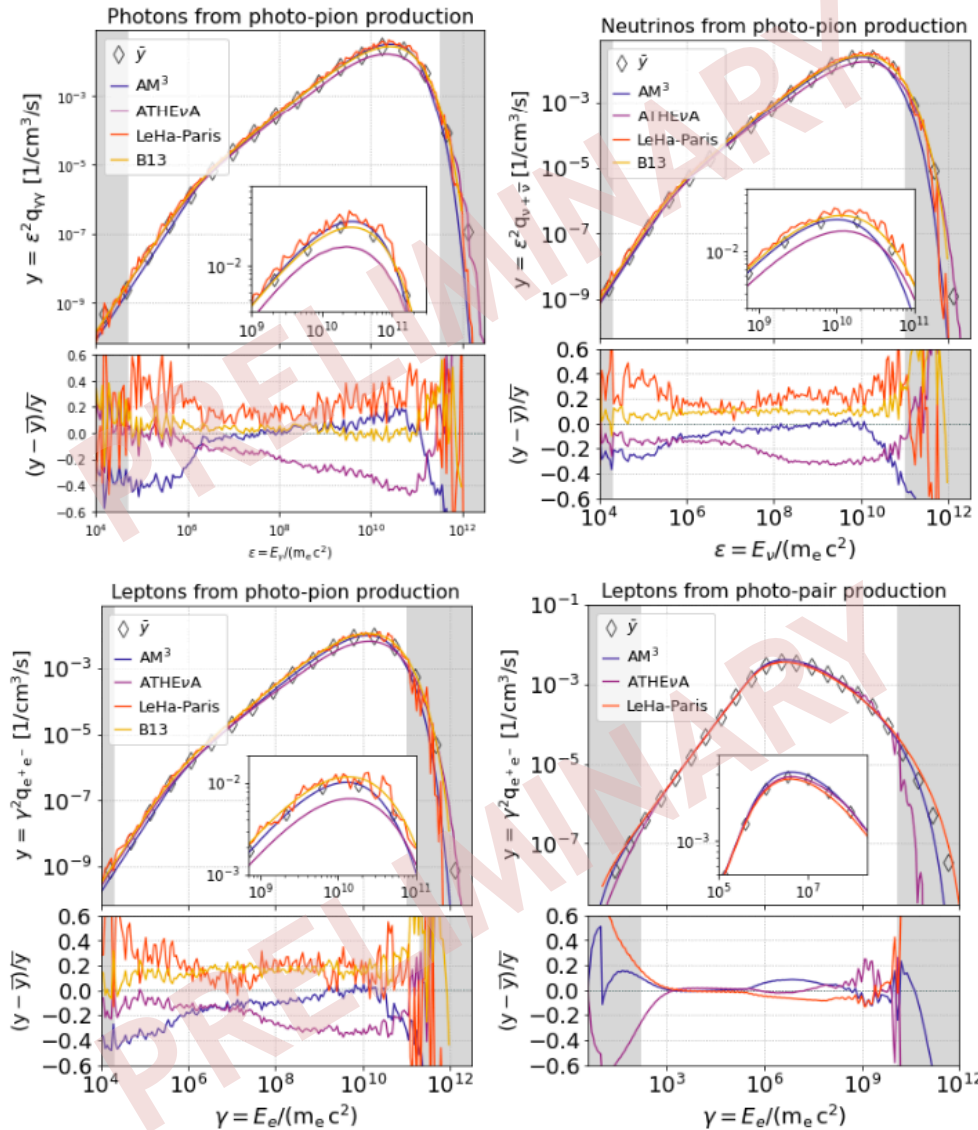 Photons from photo-pion production
ȳ
AM³
ATHEνA
LeHa-Paris
B13
y = ε²q_γγ [1/cm³/s]
10⁻³
10⁻⁵
10⁻⁷
10⁻⁹
10⁻²
10⁹ 10¹⁰ 10¹¹
(y − ȳ)/ȳ
0.6
0.4
0.2
0.0
−0.2
−0.4
−0.6
10⁴ 10⁶ 10⁸ 10¹⁰ 10¹²
ε = E_γ/(m_e c²)
Neutrinos from photo-pion production
ȳ
AM³
ATHEνA
LeHa-Paris
B13
y = ε²q_ν+ν̄ [1/cm³/s]
10⁻³
10⁻⁵
10⁻⁷
10⁻⁹
10⁻²
10⁹ 10¹⁰ 10¹¹
(y − ȳ)/ȳ
0.6
0.4
0.2
0.0
−0.2
−0.4
−0.6
10⁴ 10⁶ 10⁸ 10¹⁰ 10¹²
ε = E_ν/(m_e c²)
PRELIMINARY
Leptons from photo-pion production
ȳ
AM³
ATHEνA
LeHa-Paris
B13
y = γ²q_e⁺e⁻ [1/cm³/s]
10⁻³
10⁻⁵
10⁻⁷
10⁻⁹
10⁻²
10⁻³
10⁹ 10¹⁰ 10¹¹
(y − ȳ)/ȳ
0.6
0.4
0.2
0.0
−0.2
−0.4
−0.6
10⁴ 10⁶ 10⁸ 10¹⁰ 10¹²
γ = E_e/(m_e c²)
Leptons from photo-pair production
ȳ
AM³
ATHEνA
LeHa-Paris
y = γ²q_e⁺e⁻ [1/cm³/s]
10⁻¹
10⁻³
10⁻⁵
10⁻⁷
10⁻³
10⁵ 10⁷
(y − ȳ)/ȳ
0.6
0.4
0.2
0.0
−0.2
−0.4
−0.6
10³ 10⁶ 10⁹ 10¹²
γ = E_e/(m_e c²)
PRELIMINARY